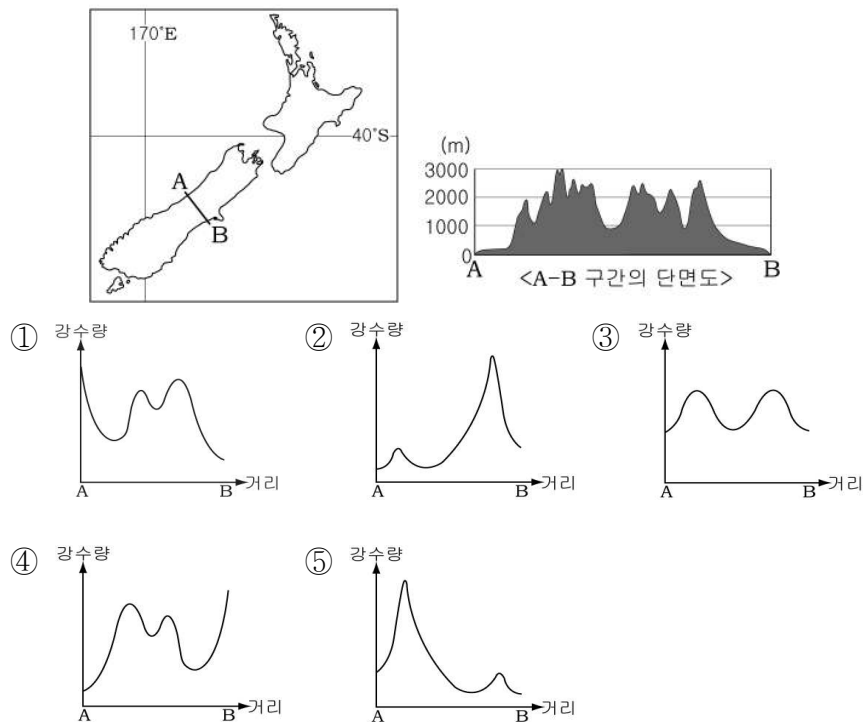 170°E
40°S
A
B
(m)
3000
2000
1000
0
A B
<A-B 구간의 단면도>
① 강수량
A B 거리
② 강수량
A B 거리
③ 강수량
A B 거리
④ 강수량
A B 거리
⑤ 강수량
A B 거리